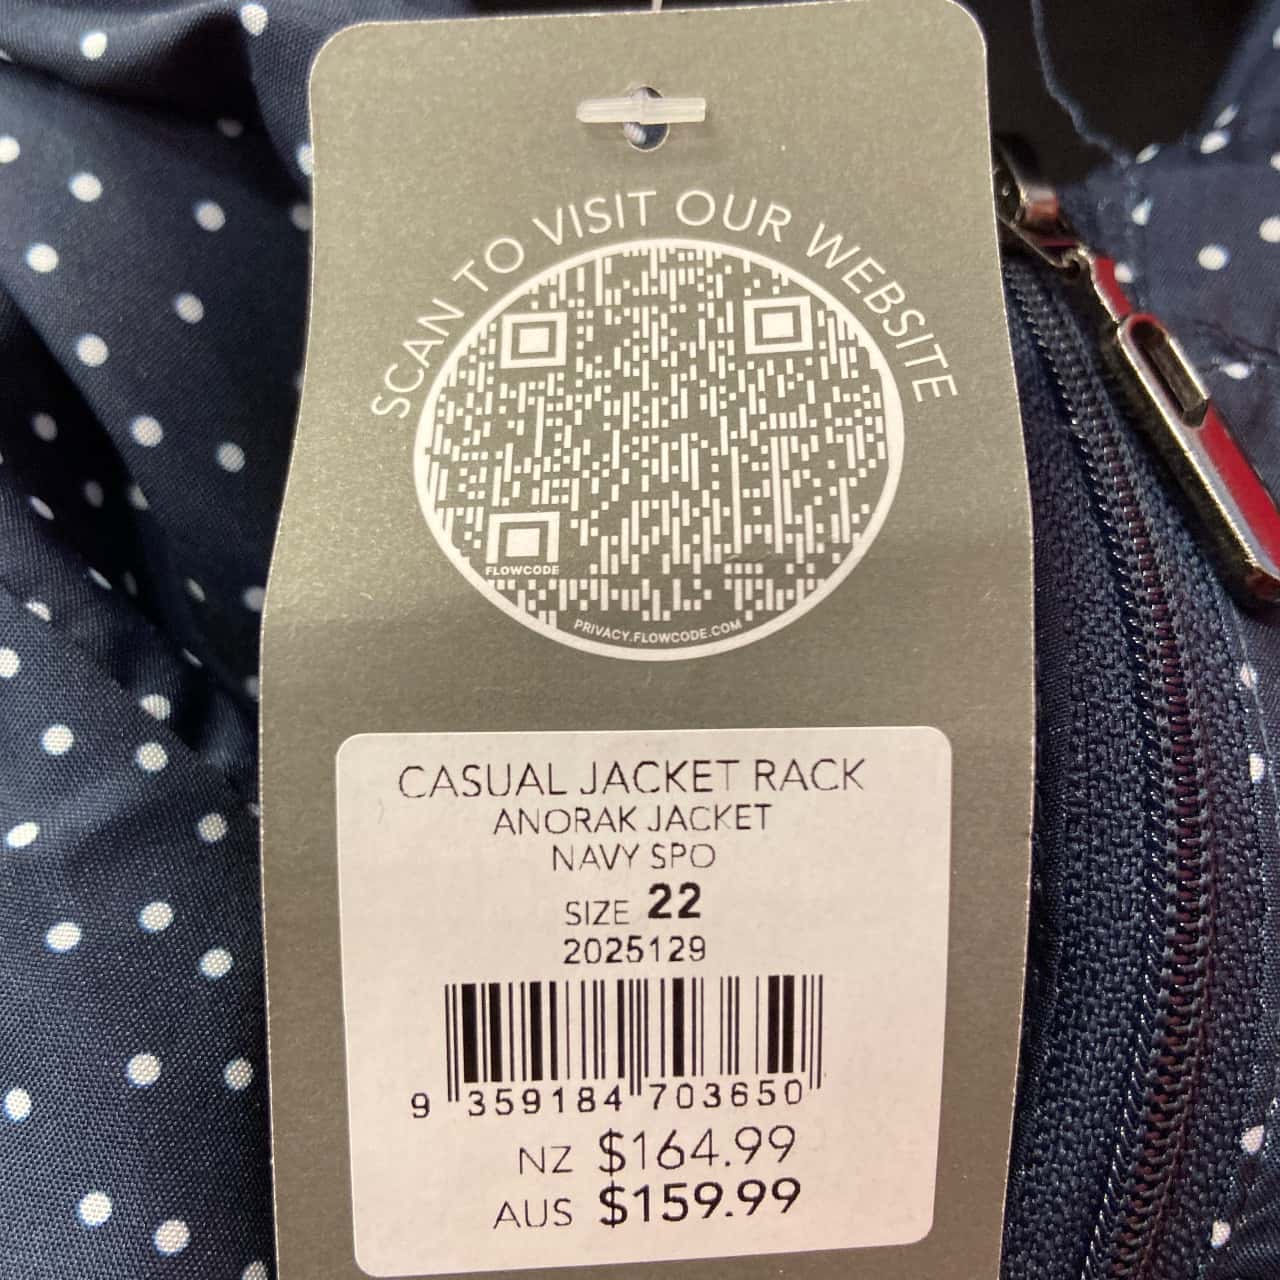 SCAN TO VISIT OUR WEBSITE
FLOWCODE
PRIVACY.FLOWCODE.COM
CASUAL JACKET RACK
ANORAK JACKET
NAVY SPO
SIZE 22
2025129
9 359184 703650
NZ $164.99
AUS $159.99